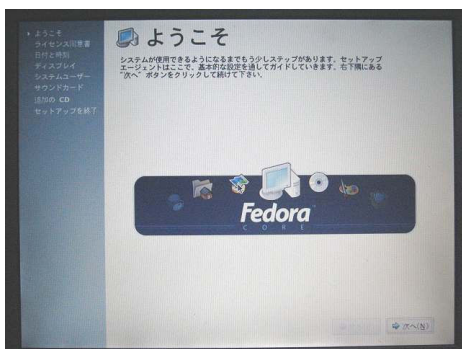 ようこそ
ライセンス同意書
日付と時刻
ディスプレイ
システムユーザー
サウンドカード
追加の CD
セットアップを終了
ようこそ
システムが使用できるようになるまでもう少しステップがあります。セットアップ
エージェントはここで、基本的な設定を通してガイドしていきます。右下隅にある
"次へ" ボタンをクリックして続けて下さい。
Fedora
CORE
次へ(N)